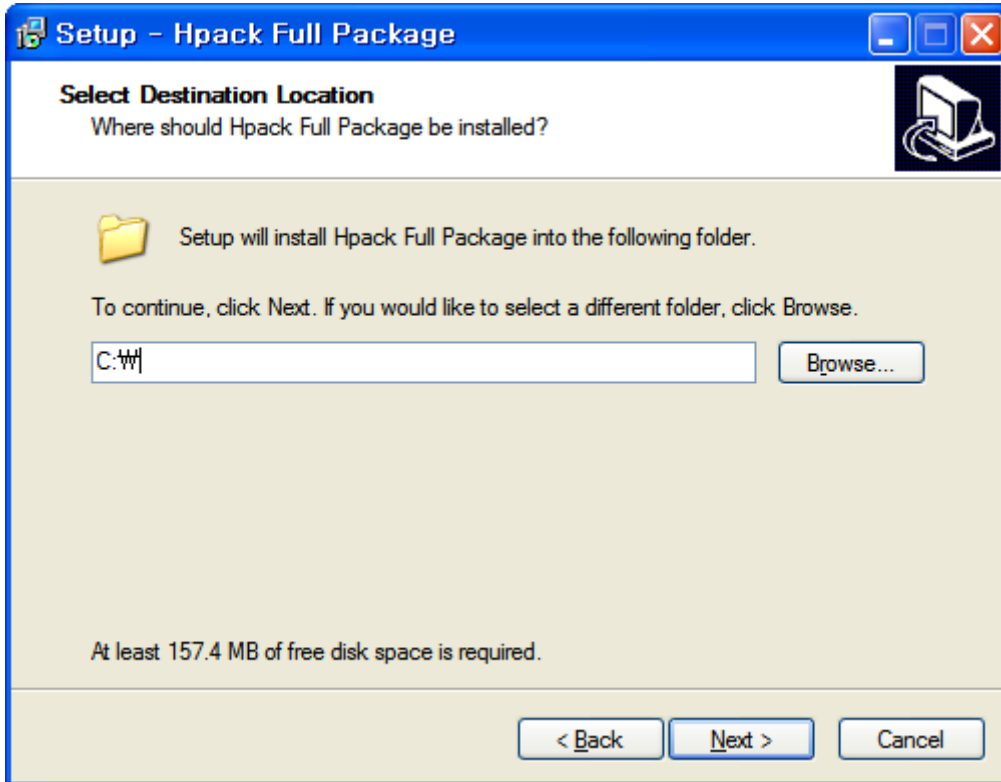 Setup - Hpack Full Package
Select Destination Location
Where should Hpack Full Package be installed?
Setup will install Hpack Full Package into the following folder.
To continue, click Next. If you would like to select a different folder, click Browse.
C:₩
Browse...
At least 157.4 MB of free disk space is required.
< Back
Next >
Cancel